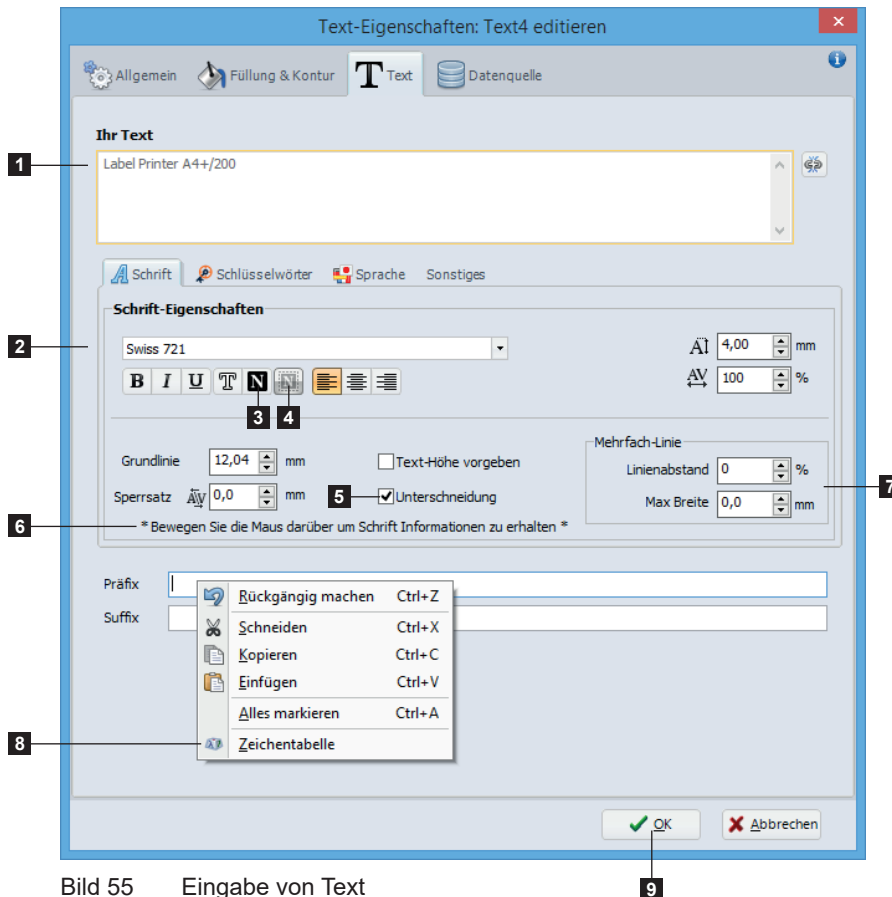 Text-Eigenschaften: Text4 editieren
Allgemein Füllung & Kontur T Text Datenquelle
Ihr Text
1
Label Printer A4+/200
Schrift Schlüsselwörter Sprache Sonstiges
Schrift-Eigenschaften
2
Swiss 721
4,00 mm
B I U T N N
AV 100 %
3 4
Mehrfach-Linie
Grundlinie 12,04 mm Text-Höhe vorgeben
Linienabstand 0 %
7
Sperrsatz AV 0,0 mm 5 Unterschneidung
Max Breite 0,0 mm
6 * Bewegen Sie die Maus darüber um Schrift Informationen zu erhalten *
Präfix
Suffix
Rückgängig machen Ctrl+Z
Schneiden Ctrl+X
Kopieren Ctrl+C
Einfügen Ctrl+V
Alles markieren Ctrl+A
8 Zeichentabelle
OK Abbrechen
Bild 55 Eingabe von Text
9